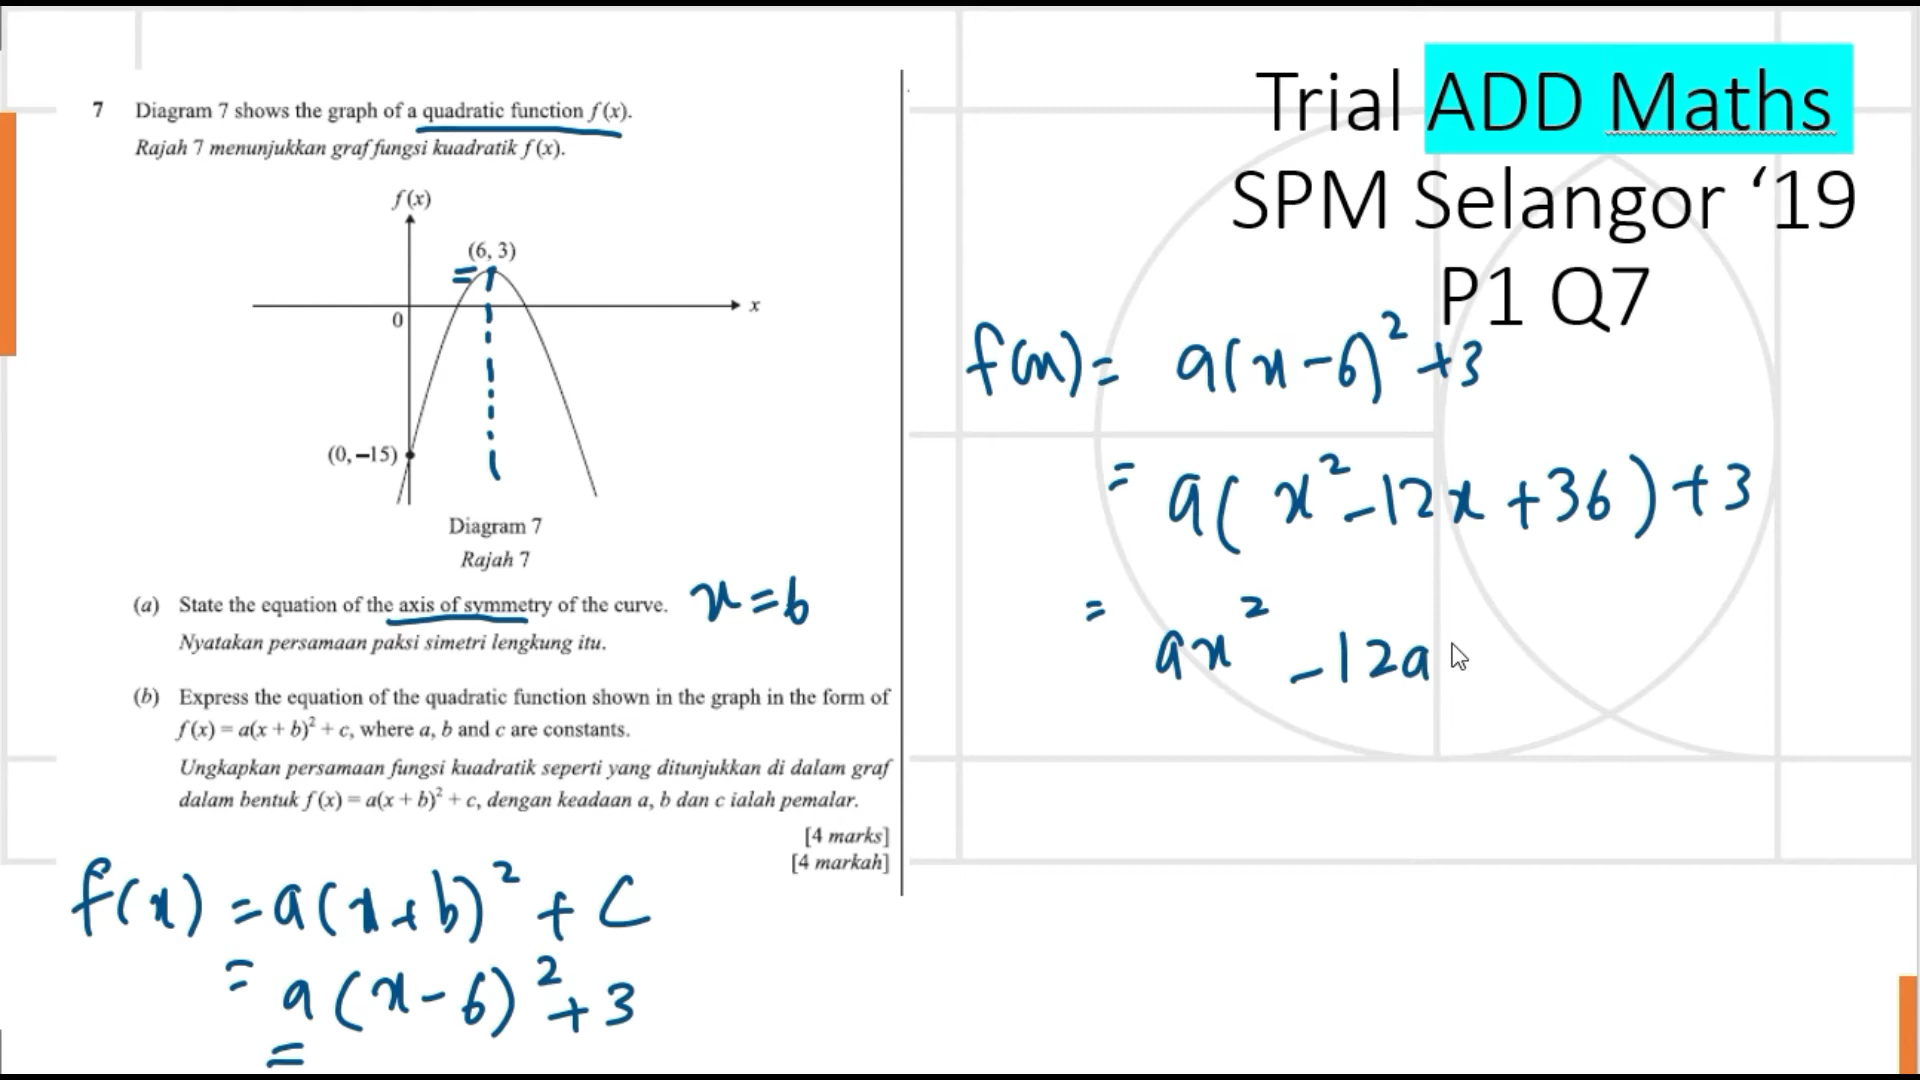 Trial ADD Maths
SPM Selangor ‘19
P1 Q7
7 Diagram 7 shows the graph of a quadratic function f(x).
Rajah 7 menunjukkan graf fungsi kuadratik f(x).
f(x)
(6, 3)
x
0
(0, –15)
Diagram 7
Rajah 7
(a) State the equation of the axis of symmetry of the curve. x = 6
Nyatakan persamaan paksi simetri lengkung itu.
(b) Express the equation of the quadratic function shown in the graph in the form of
f(x) = a(x + b)² + c, where a, b and c are constants.
Ungkapkan persamaan fungsi kuadratik seperti yang ditunjukkan di dalam graf
dalam bentuk f(x) = a(x + b)² + c, dengan keadaan a, b dan c ialah pemalar.
[4 marks]
[4 markah]
f(x) = a(x+b)² + c
= a(x-6)² + 3
=
f(x) = a(x-6)² + 3
= a(x² - 12x + 36) + 3
= ax² - 12a